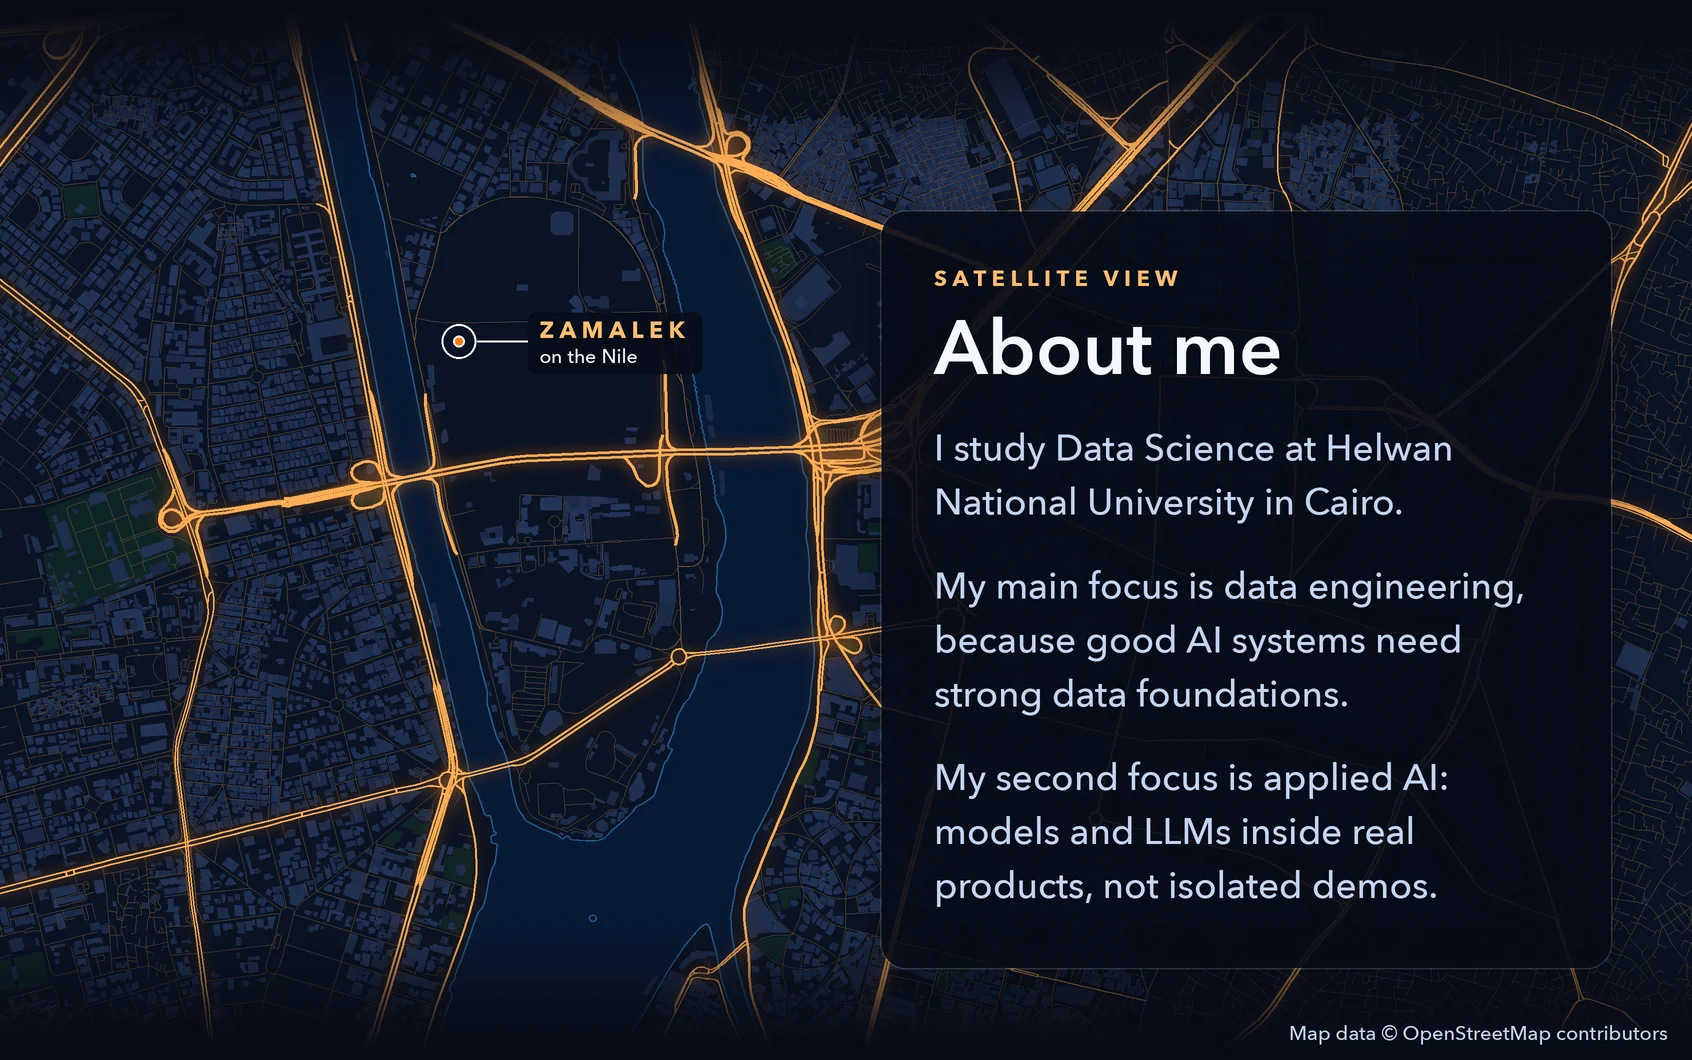 ZAMALEK
on the Nile
SATELLITE VIEW
About me
I study Data Science at Helwan
National University in Cairo.
My main focus is data engineering,
because good AI systems need
strong data foundations.
My second focus is applied AI:
models and LLMs inside real
products, not isolated demos.
Map data © OpenStreetMap contributors